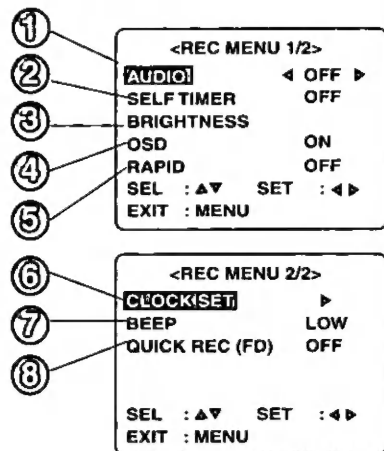 ①
<REC MENU 1/2>
② AUDIO ◀ OFF ▶
SELF TIMER OFF
③ BRIGHTNESS
④ OSD ON
RAPID OFF
⑤ SEL : ▲▼ SET : ◀▶
EXIT : MENU
⑥ <REC MENU 2/2>
CLOCK SET ▶
⑦ BEEP LOW
⑧ QUICK REC (FD) OFF
SEL : ▲▼ SET : ◀▶
EXIT : MENU